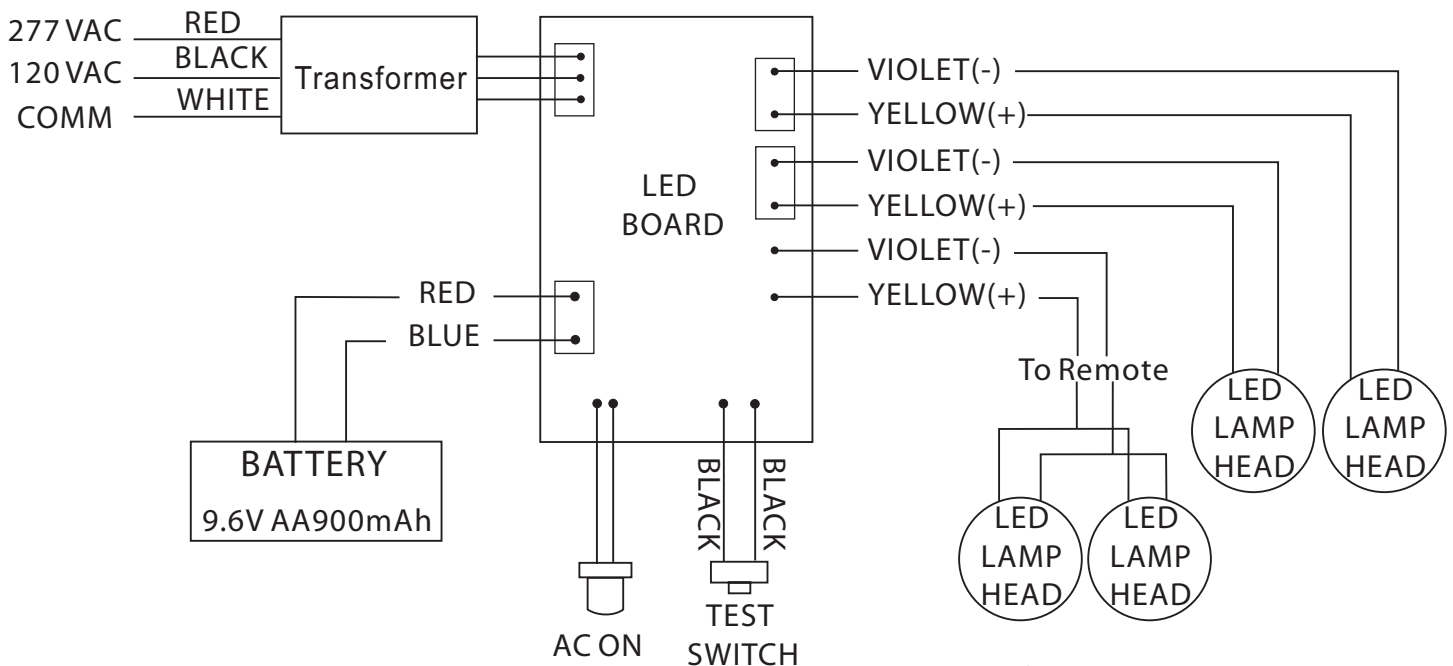 277 VAC
RED
120 VAC
BLACK
COMM
WHITE
Transformer
LED
BOARD
VIOLET(-)
YELLOW(+)
VIOLET(-)
YELLOW(+)
VIOLET(-)
YELLOW(+)
RED
BLUE
BATTERY
9.6V AA900mAh
AC ON
BLACK
BLACK
TEST
SWITCH
To Remote
LED
LAMP
HEAD
LED
LAMP
HEAD
LED
LAMP
HEAD
LED
LAMP
HEAD